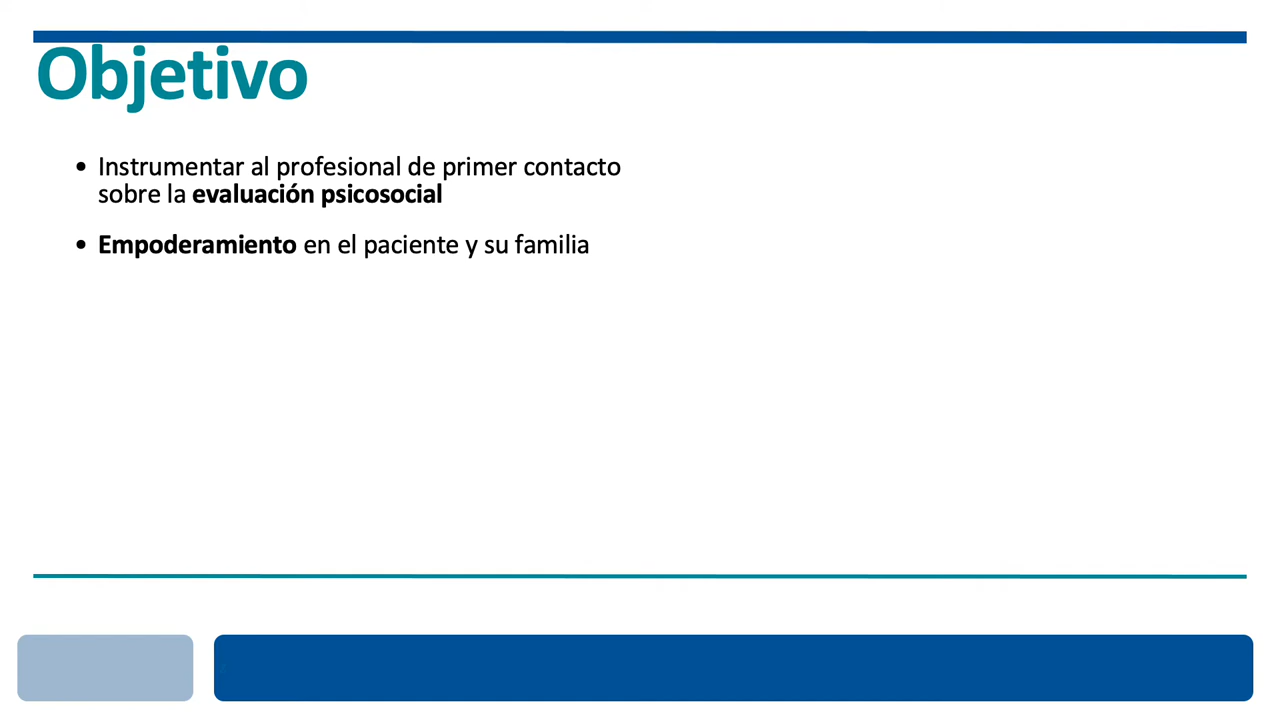 Objetivo
• Instrumentar al profesional de primer contacto
sobre la evaluación psicosocial
• Empoderamiento en el paciente y su familia